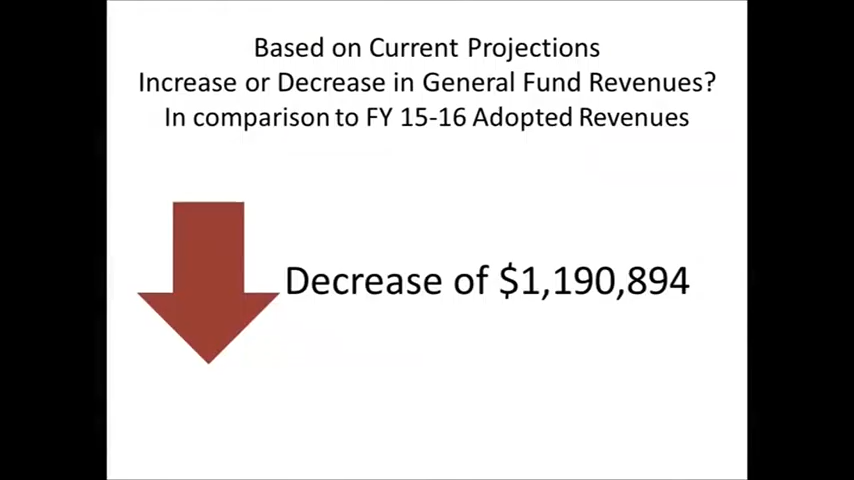 Based on Current Projections
Increase or Decrease in General Fund Revenues?
In comparison to FY 15-16 Adopted Revenues
Decrease of $1,190,894